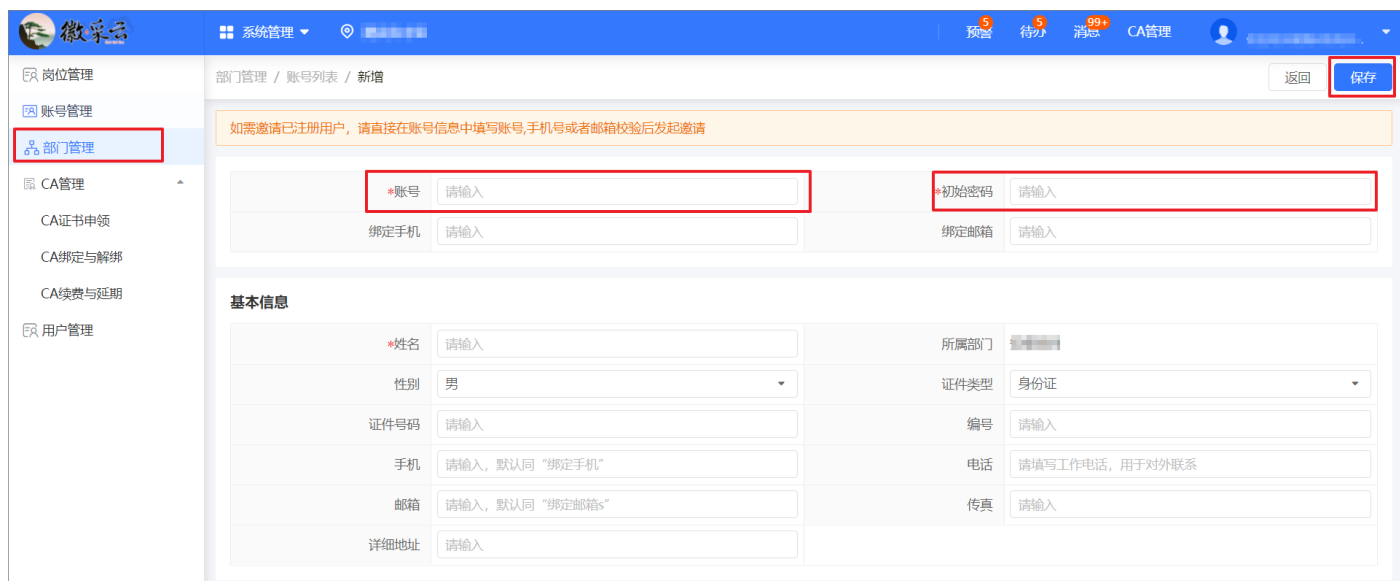 徽采云
系统管理
预警 5
待办 5
消息 99+
CA管理
岗位管理
账号管理
部门管理
CA管理
CA证书申领
CA绑定与解绑
CA续费与延期
用户管理
部门管理 / 账号列表 / 新增
返回
保存
如需邀请已注册用户，请直接在账号信息中填写账号,手机号或者邮箱校验后发起邀请
*账号 请输入 *初始密码 请输入
绑定手机 请输入 绑定邮箱 请输入
基本信息
*姓名 请输入 所属部门
性别 男 证件类型 身份证
证件号码 请输入 编号 请输入
手机 请输入，默认同“绑定手机” 电话 请填写工作电话，用于对外联系
邮箱 请输入，默认同“绑定邮箱s” 传真 请输入
详细地址 请输入